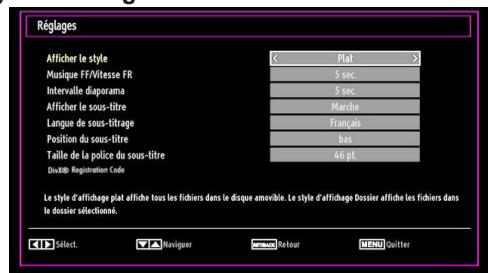 Réglages
Afficher le style < Plat >
Musique FF/Vitesse FR 5 sec.
Intervalle diaporama 5 sec.
Afficher le sous-titre Marche
Langue de sous-titrage Français
Position du sous-titre bas
Taille de la police du sous-titre 46 pt.
DivX® Registration Code
Le style d'affichage plat affiche tous les fichiers dans le disque amovible. Le style d'affichage Dossier affiche les fichiers dans
le dossier sélectionné.
Sélect. Naviguer Retour MENU Quitter